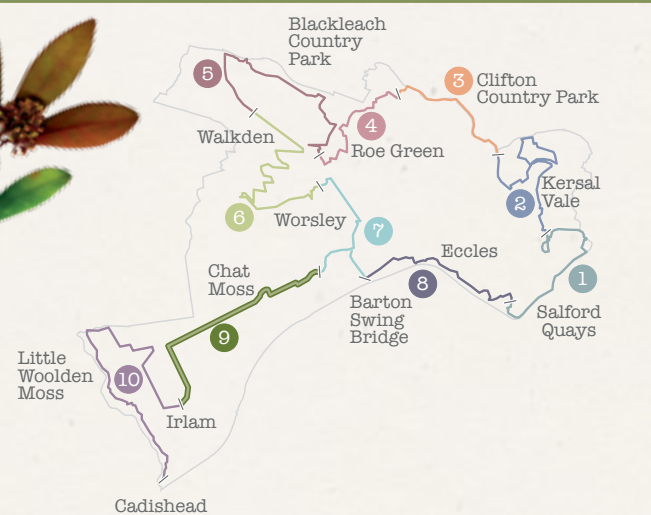 Blackleach
Country
Park
5
3
Clifton
Country Park
4
Walkden
Roe Green
Kersal
Vale
2
6
Worsley
7
Eccles
1
Chat
Moss
8
Barton
Swing
Bridge
Salford
Quays
9
Little
Woolden
Moss
10
Irlam
Cadishead